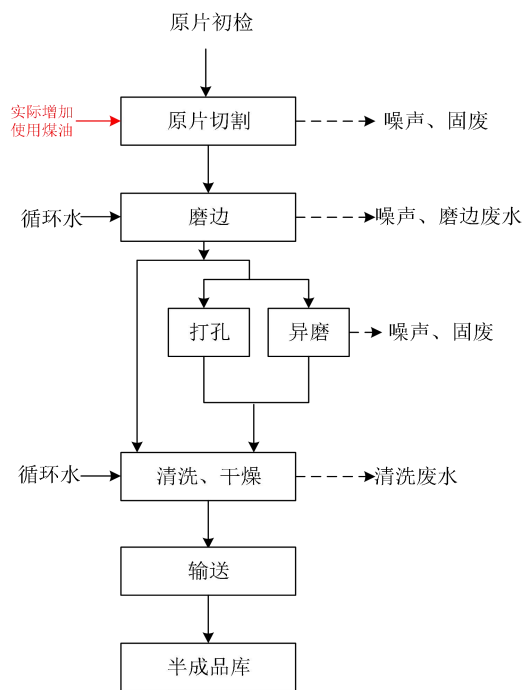 原片初检
实际增加
使用煤油
原片切割
噪声、固废
循环水
磨边
噪声、磨边废水
打孔
异磨
噪声、固废
循环水
清洗、干燥
清洗废水
输送
半成品库